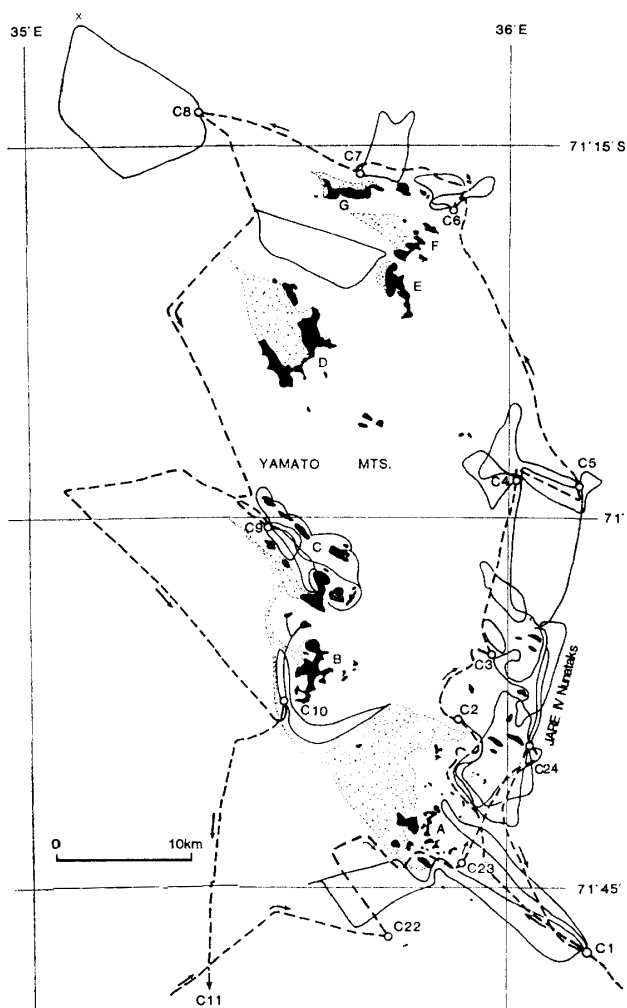 x
35°E
36°E
C8
71°15'S
C7
G
C6
F
E
D
YAMATO MTS.
C4
C5
71°
C9
C
C3
B
JARE IV Nunataks
C10
C2
C24
A
0 10km
C23
71°45'
C22
C1
C11